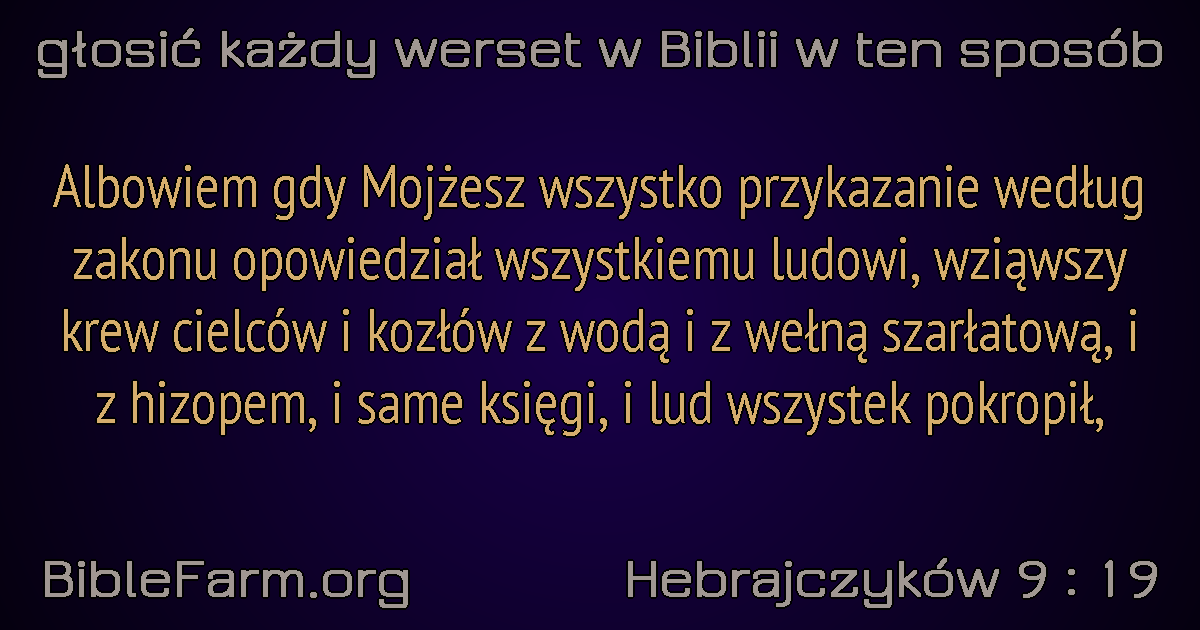 głosić każdy werset w Biblii w ten sposób
Albowiem gdy Mojżesz wszystko przykazanie według
zakonu opowiedział wszystkiemu ludowi, wziąwszy
krew cielców i kozłów z wodą i z wełną szarłatową, i
z hizopem, i same księgi, i lud wszystek pokropił,
BibleFarm.org
Hebrajczyków 9 : 19